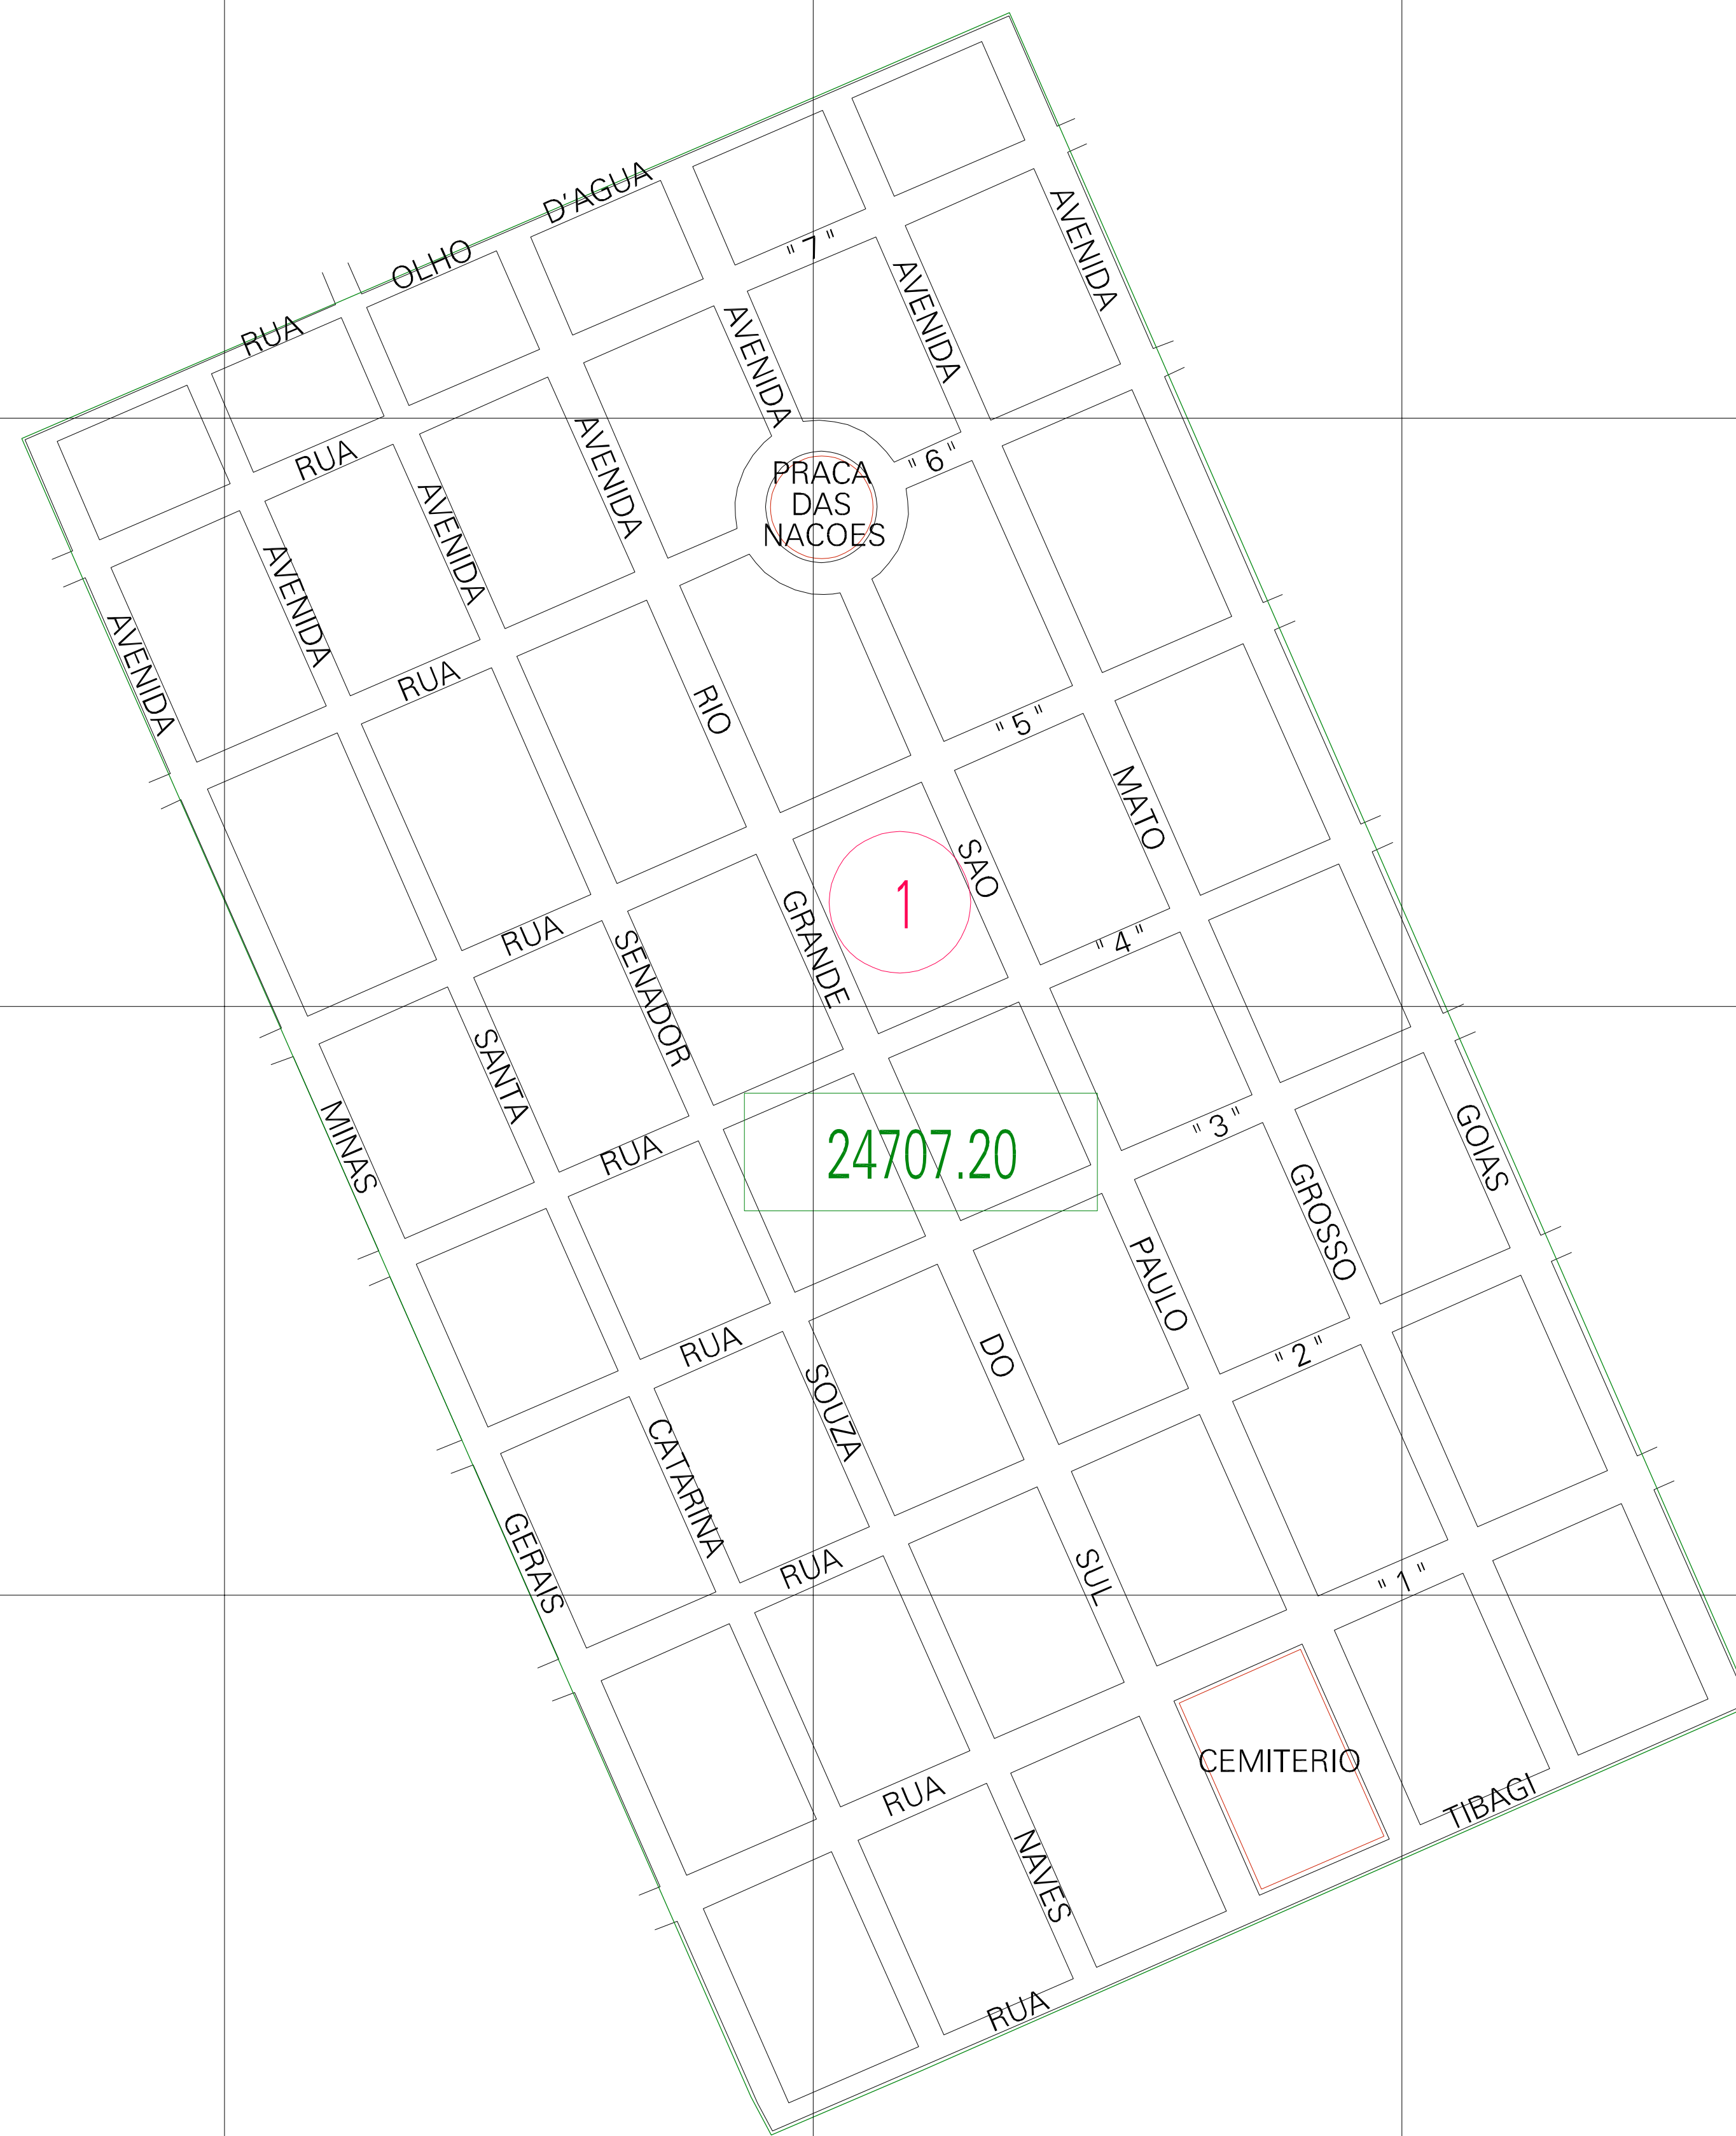 RUA OLHO D'AGUA
RUA "7"
AVENIDA
AVENIDA
AVENIDA
AVENIDA
AVENIDA
AVENIDA
AVENIDA
RUA "6"
PRACA
DAS
NACOES
RUA "5"
RIO
MATO
SAO
1
GRANDE
SENADOR
RUA "4"
SANTA
MINAS
24707.20
RUA "3"
GOIAS
GROSSO
PAULO
DO
RUA "2"
SOUZA
CATARINA
GERAIS
SUL
RUA "1"
CEMITERIO
NAVES
RUA TIBAGI